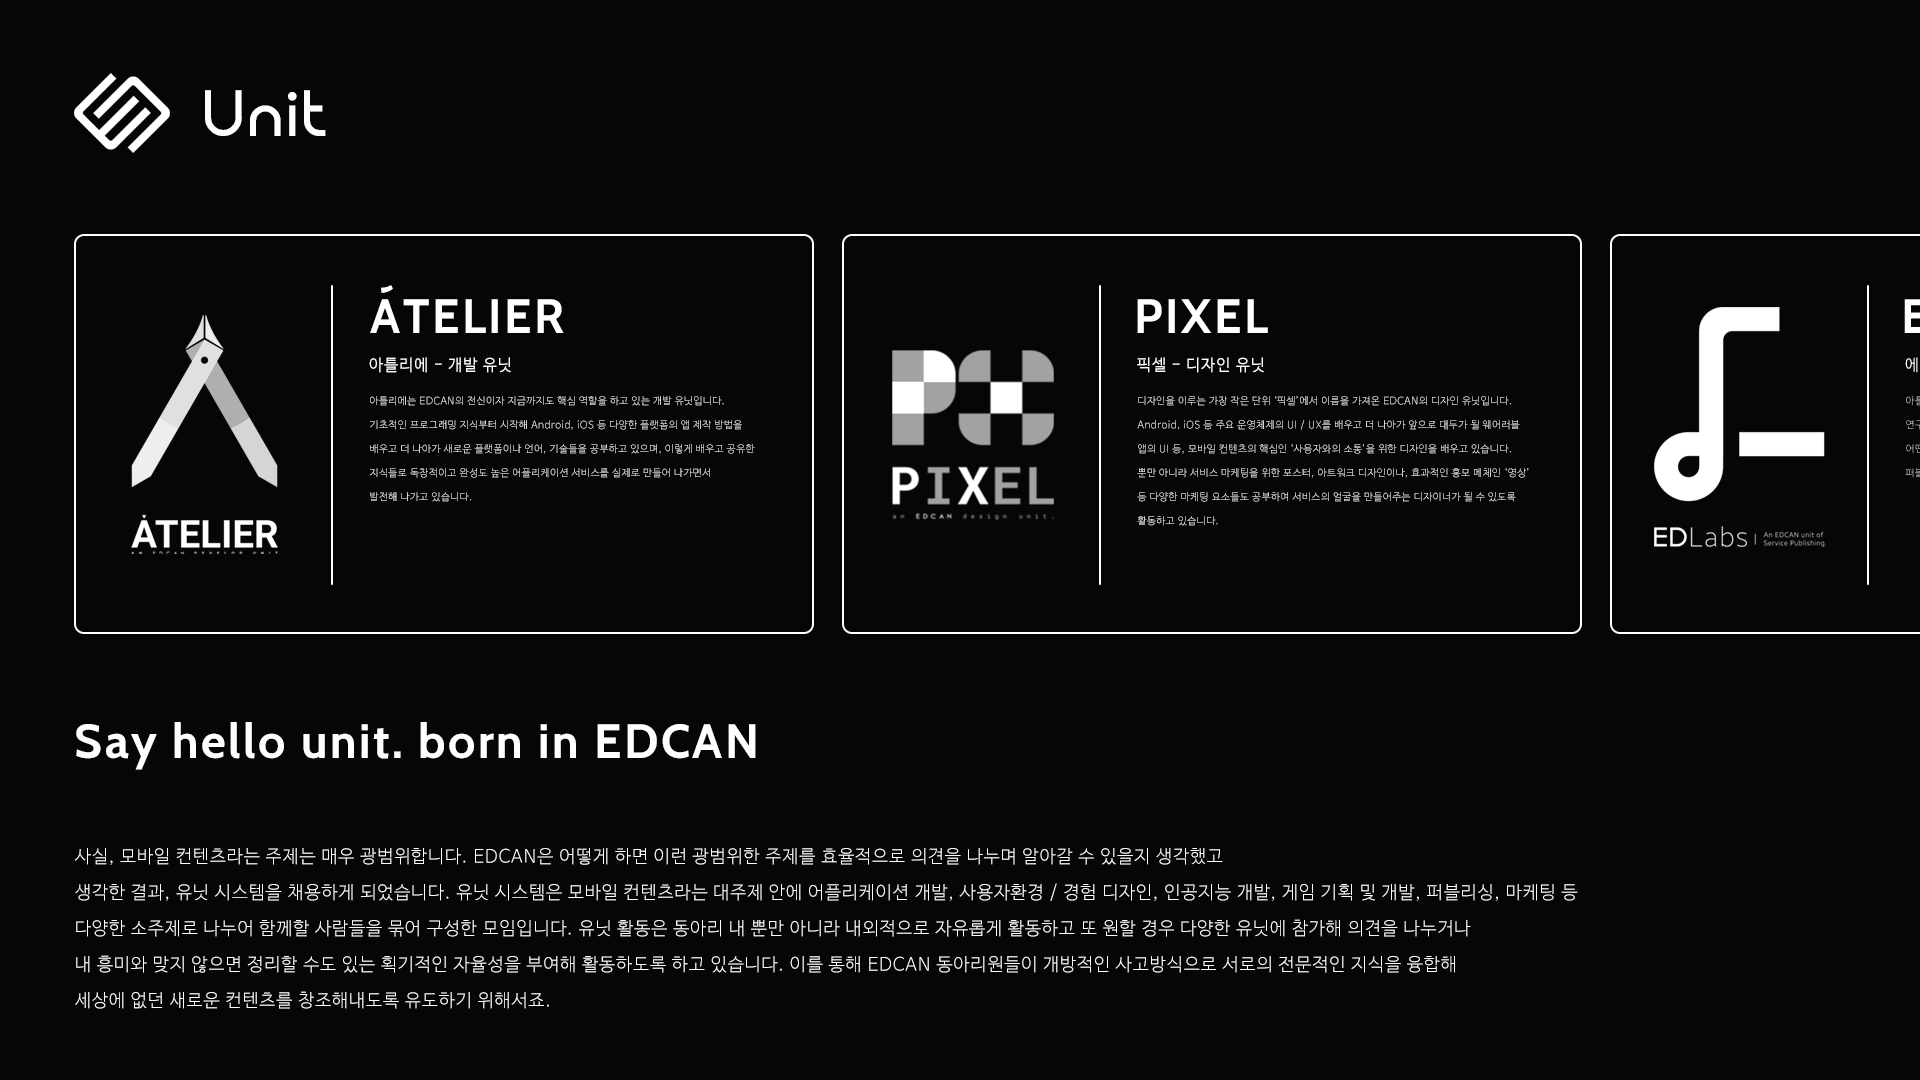 Unit
ÁTELIER
AN EDCAN DEVELOP UNIT
ÁTELIER
아틀리에 - 개발 유닛
아틀리에는 EDCAN의 전신이자 지금까지도 핵심 역할을 하고 있는 개발 유닛입니다.
기초적인 프로그래밍 지식부터 시작해 Android, iOS 등 다양한 플랫폼의 앱 제작 방법을
배우고 더 나아가 새로운 플랫폼이나 언어, 기술들을 공부하고 있으며, 이렇게 배우고 공유한
지식들로 독창적이고 완성도 높은 어플리케이션 서비스를 실제로 만들어 나가면서
발전해 나가고 있습니다.
PIXEL
an EDCAN design unit.
PIXEL
픽셀 - 디자인 유닛
디자인을 이루는 가장 작은 단위 '픽셀'에서 이름을 가져온 EDCAN의 디자인 유닛입니다.
Android, iOS 등 주요 운영체제의 UI / UX를 배우고 더 나아가 앞으로 대두가 될 웨어러블
앱의 UI 등, 모바일 컨텐츠의 핵심인 '사용자와의 소통'을 위한 디자인을 배우고 있습니다.
뿐만 아니라 서비스 마케팅을 위한 포스터, 아트워크 디자인이나, 효과적인 홍모 메체인 '영상'
등 다양한 마케팅 요소들도 공부하여 서비스의 얼굴을 만들어주는 디자이너가 될 수 있도록
활동하고 있습니다.
EDLabs
An EDCAN unit of
Service Publishing.
E
에
연구
어떤
Say hello unit. born in EDCAN
사실, 모바일 컨텐츠라는 주제는 매우 광범위합니다. EDCAN은 어떻게 하면 이런 광범위한 주제를 효율적으로 의견을 나누며 알아갈 수 있을지 생각했고
생각한 결과, 유닛 시스템을 채용하게 되었습니다. 유닛 시스템은 모바일 컨텐츠라는 대주제 안에 어플리케이션 개발, 사용자환경 / 경험 디자인, 인공지능 개발, 게임 기획 및 개발, 퍼블리싱, 마케팅 등
다양한 소주제로 나누어 함께할 사람들을 묶어 구성한 모임입니다. 유닛 활동은 동아리 내 뿐만 아니라 내외적으로 자유롭게 활동하고 또 원할 경우 다양한 유닛에 참가해 의견을 나누거나
내 흥미와 맞지 않으면 정리할 수도 있는 획기적인 자율성을 부여해 활동하도록 하고 있습니다. 이를 통해 EDCAN 동아리원들이 개방적인 사고방식으로 서로의 전문적인 지식을 융합해
세상에 없던 새로운 컨텐츠를 창조해내도록 유도하기 위해서죠.